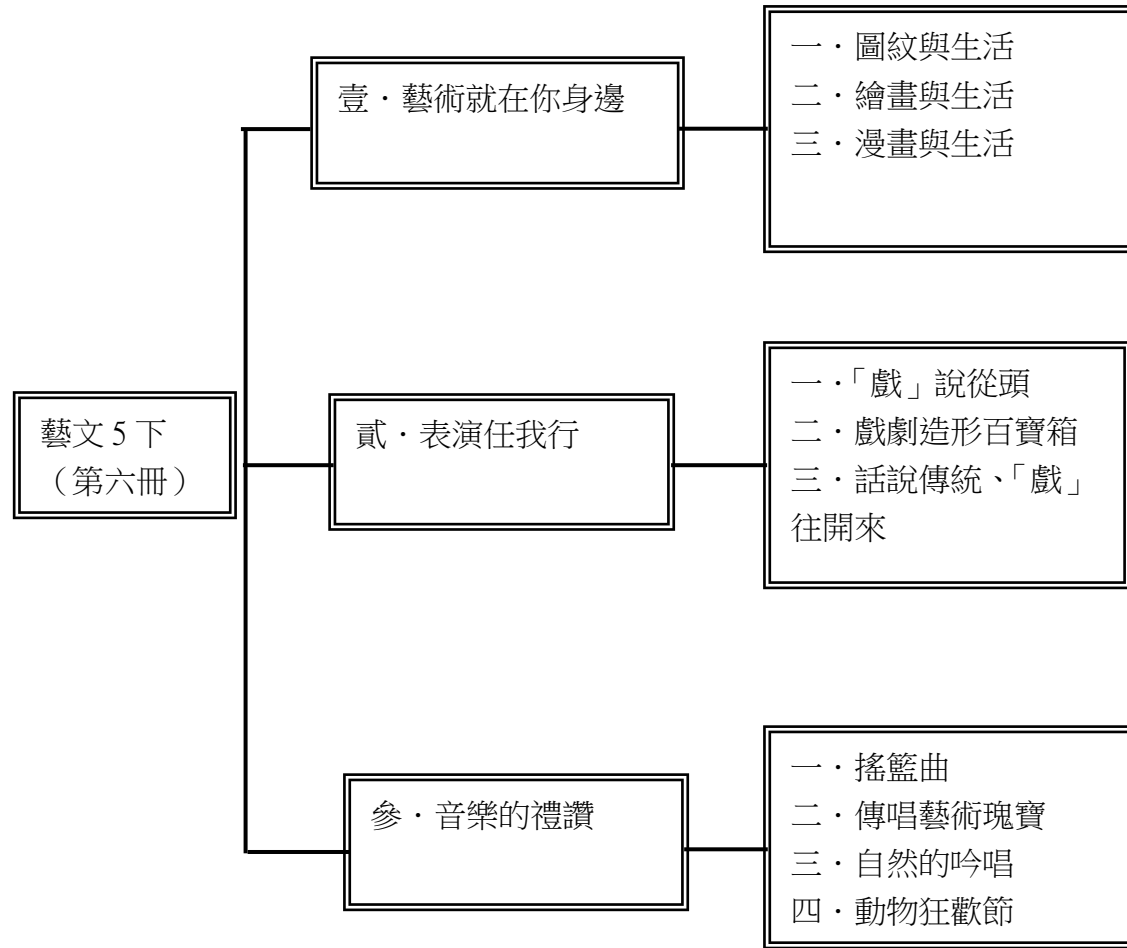 藝文 5 下
（第六冊）
壹．藝術就在你身邊
一．圖紋與生活
二．繪畫與生活
三．漫畫與生活
貳．表演任我行
一．「戲」說從頭
二．戲劇造形百寶箱
三．話說傳統、「戲」
往開來
參．音樂的禮讚
一．搖籃曲
二．傳唱藝術瑰寶
三．自然的吟唱
四．動物狂歡節